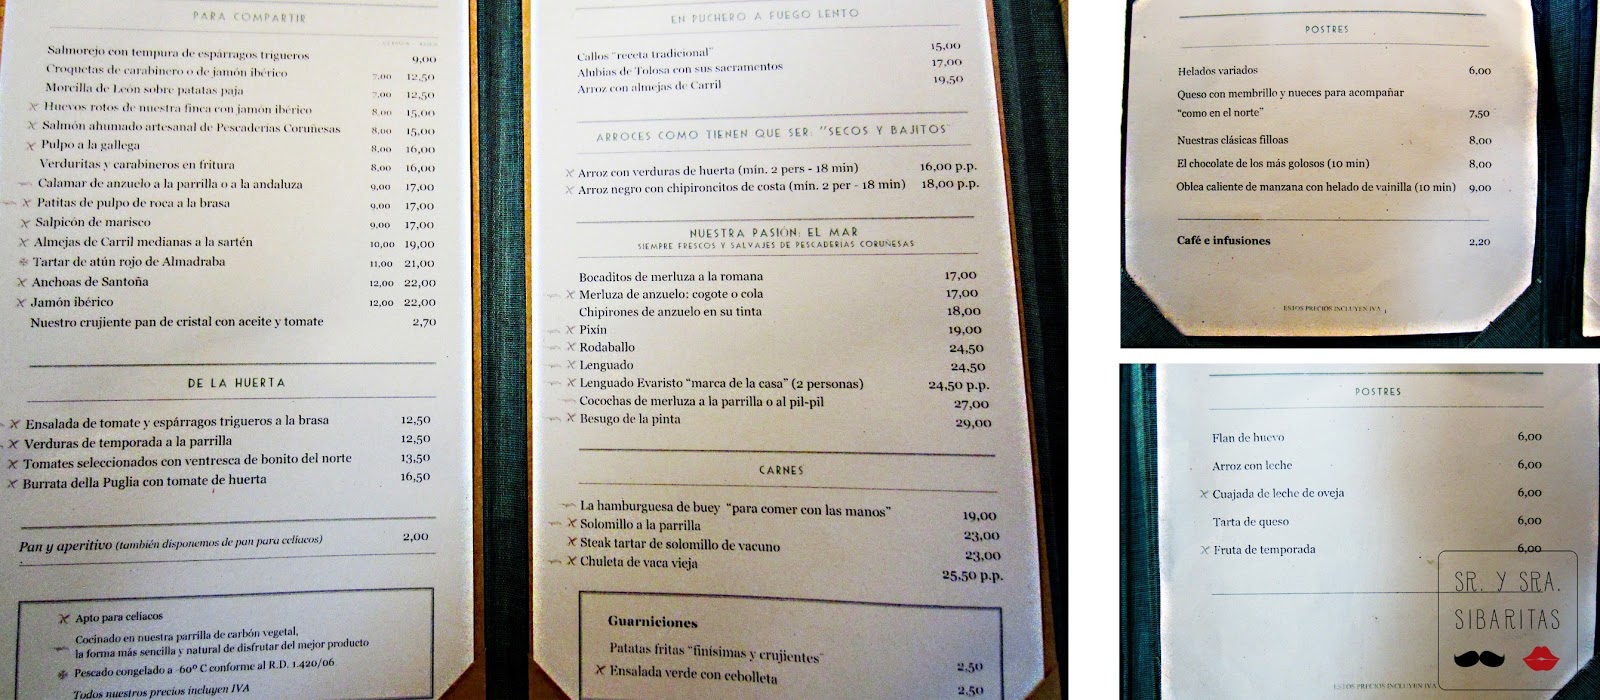 PARA COMPARTIR
Salmorejo con tempura de espárragos trigueros 9,00
Croquetas de carabinero o de jamón ibérico 7,00 12,50
Morcilla de León sobre patatas paja 7,00 12,50
Huevos rotos de nuestra finca con jamón ibérico 8,00 15,00
Salmón ahumado artesanal de Pescaderías Coruñesas 8,00 15,00
Pulpo a la gallega 8,00 16,00
Verduritas y carabineros en fritura 8,00 16,00
Calamar de anzuelo a la parrilla o a la andaluza 9,00 17,00
Patitas de pulpo de roca a la brasa 9,00 17,00
Salpicón de marisco 9,00 17,00
Almejas de Carril medianas a la sartén 10,00 19,00
Tartar de atún rojo de Almadraba 11,00 21,00
Anchoas de Santoña 12,00 22,00
Jamón ibérico 12,00 22,00
Nuestro crujiente pan de cristal con aceite y tomate 2,70
DE LA HUERTA
Ensalada de tomate y espárragos trigueros a la brasa 12,50
Verduras de temporada a la parrilla 12,50
Tomates seleccionados con ventresca de bonito del norte 13,50
Burrata della Puglia con tomate de huerta 16,50
Pan y aperitivo (también disponemos de pan para celíacos) 2,00
Apto para celíacos
Cocinado en nuestra parrilla de carbón vegetal,
la forma más sencilla y natural de disfrutar del mejor producto
Pescado congelado a -60º C conforme al R.D. 1.420/06
Todos nuestros precios incluyen IVA
EN PUCHERO A FUEGO LENTO
Callos "receta tradicional" 15,00
Alubias de Tolosa con sus sacramentos 17,00
Arroz con almejas de Carril 19,50
ARROCES COMO TIENEN QUE SER: "SECOS Y BAJITOS"
Arroz con verduras de huerta (mín. 2 pers - 18 min) 16,00 p.p.
Arroz negro con chipironcitos de costa (mín. 2 per - 18 min) 18,00 p.p.
NUESTRA PASIÓN: EL MAR
SIEMPRE FRESCOS Y SALVAJES DE PESCADERÍAS CORUÑESAS
Bocaditos de merluza a la romana 17,00
Merluza de anzuelo: cogote o cola 17,00
Chipirones de anzuelo en su tinta 18,00
Pixín 19,00
Rodaballo 24,50
Lenguado 24,50
Lenguado Evaristo "marca de la casa" (2 personas) 24,50 p.p.
Cocochas de merluza a la parrilla o al pil-pil 27,00
Besugo de la pinta 29,00
CARNES
La hamburguesa de buey "para comer con las manos" 19,00
Solomillo a la parrilla 23,00
Steak tartar de solomillo de vacuno 23,00
Chuleta de vaca vieja 25,50 p.p.
Guarniciones
Patatas fritas "finísimas y crujientes" 2,50
Ensalada verde con cebolleta 2,50
POSTRES
Helados variados 6,00
Queso con membrillo y nueces para acompañar
"como en el norte" 7,50
Nuestras clásicas filloas 8,00
El chocolate de los más golosos (10 min) 8,00
Oblea caliente de manzana con helado de vainilla (10 min) 9,00
Café e infusiones 2,20
ESTOS PRECIOS INCLUYEN IVA
POSTRES
Flan de huevo 6,00
Arroz con leche 6,00
Cuajada de leche de oveja 6,00
Tarta de queso 6,00
Fruta de temporada 6,00
ESTOS PRECIOS INCLUYEN IVA
SR. Y SRA.
SIBARITAS